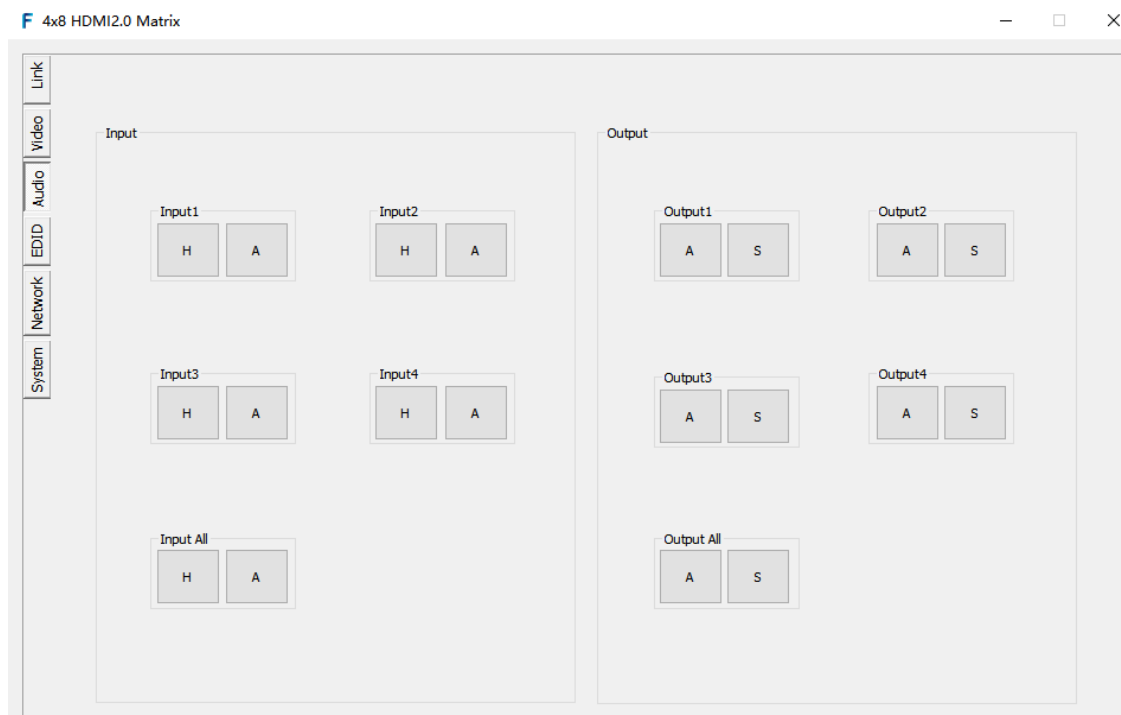 4x8 HDMI2.0 Matrix
Link
Video
Audio
EDID
Network
System
Input
Input1
H A
Input2
H A
Input3
H A
Input4
H A
Input All
H A
Output
Output1
A S
Output2
A S
Output3
A S
Output4
A S
Output All
A S